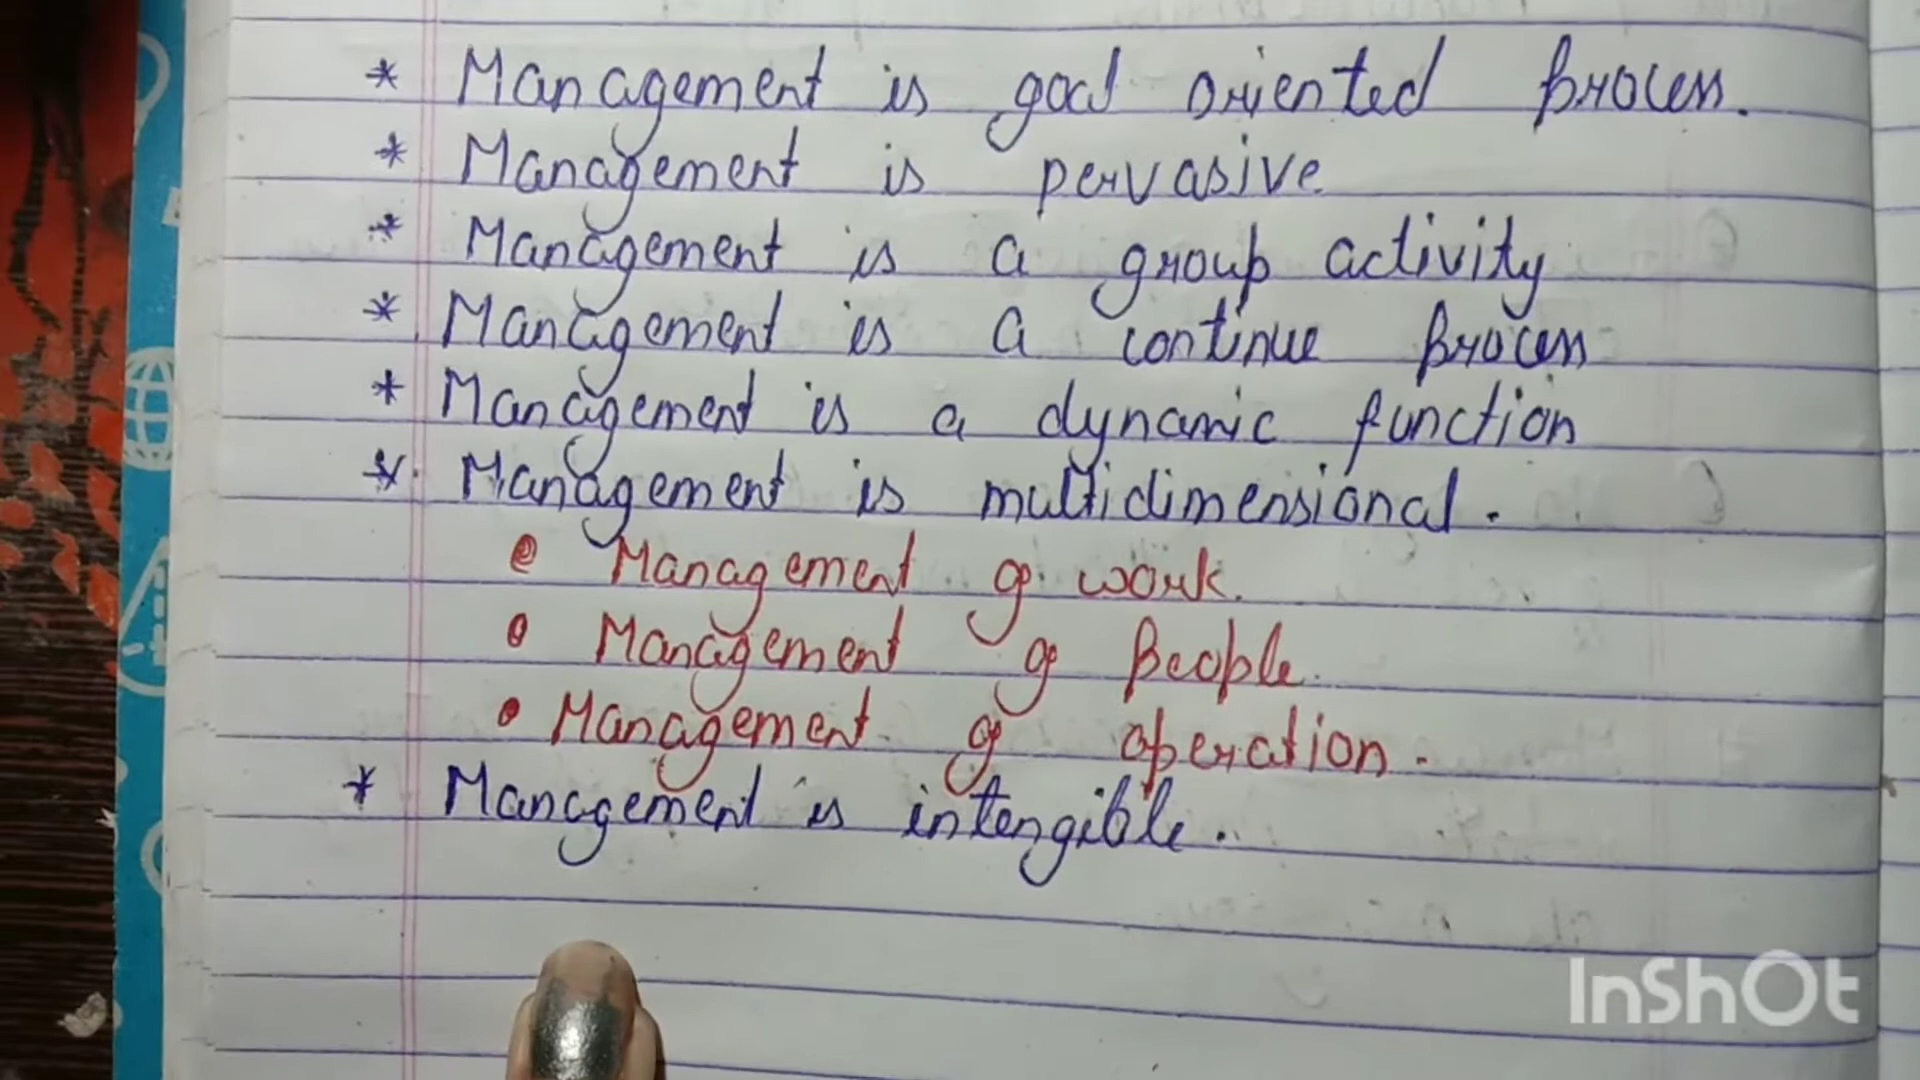 * Management is goal oriented process.
* Management is pervasive
* Management is a group activity
* Management is a continue process
* Management is a dynamic function
* Management is multidimensional.
• Management of work.
• Management of people.
• Management of operation.
* Management is intengible.
InShOt